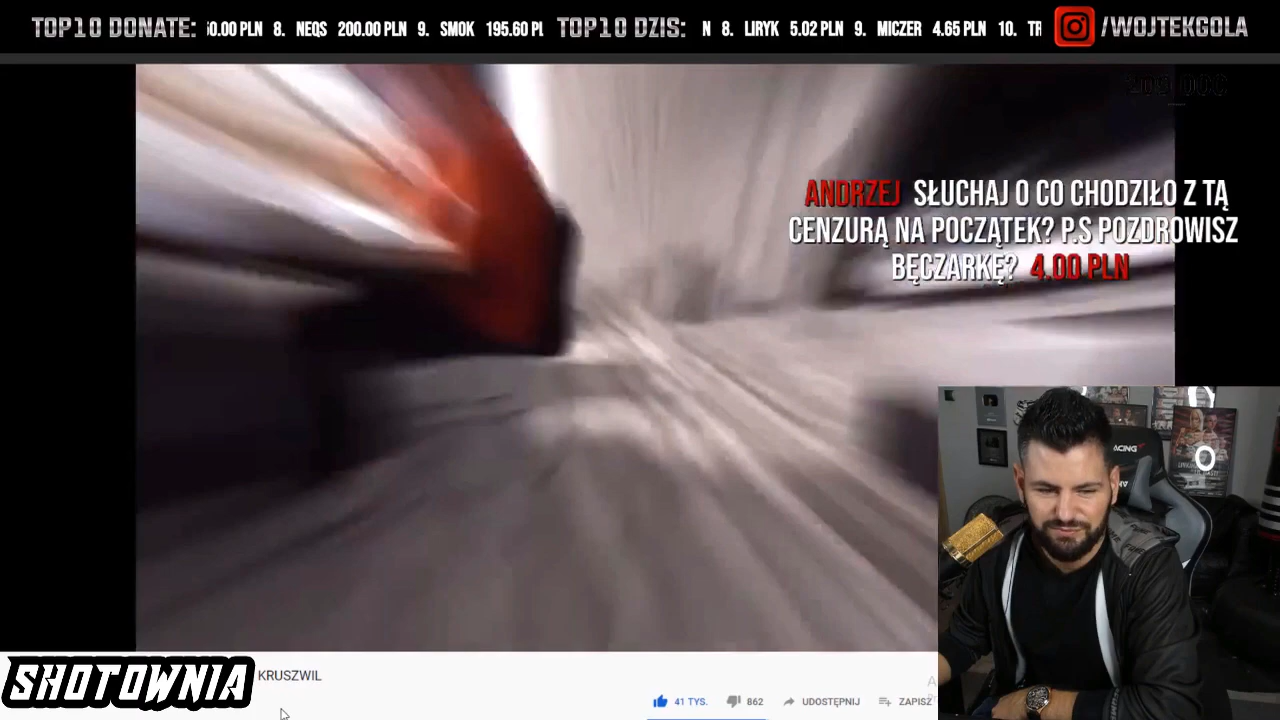 TOP10 DONATE: 0.00 PLN 8. NEQS 200.00 PLN 9. SMOK 195.60 PL TOP10 DZIS: N 8. LIRYK 5.02 PLN 9. MICZER 4.65 PLN 10. TR /WOJTEKGOLA
ANDRZEJ SŁUCHAJ O CO CHODZIŁO Z TĄ
CENZURĄ NA POCZĄTEK? P.S POZDROWISZ
BĘCZARKĘ? 4.00 PLN
SHOTOWNIA
KRUSZWIL
41 TYS. 862 UDOSTĘPNIJ ZAPISZ